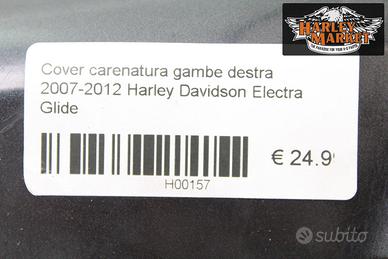 HARLEY
MARKET
Cover carenatura gambe destra
2007-2012 Harley Davidson Electra
Glide
€ 24.9
H00157
subito